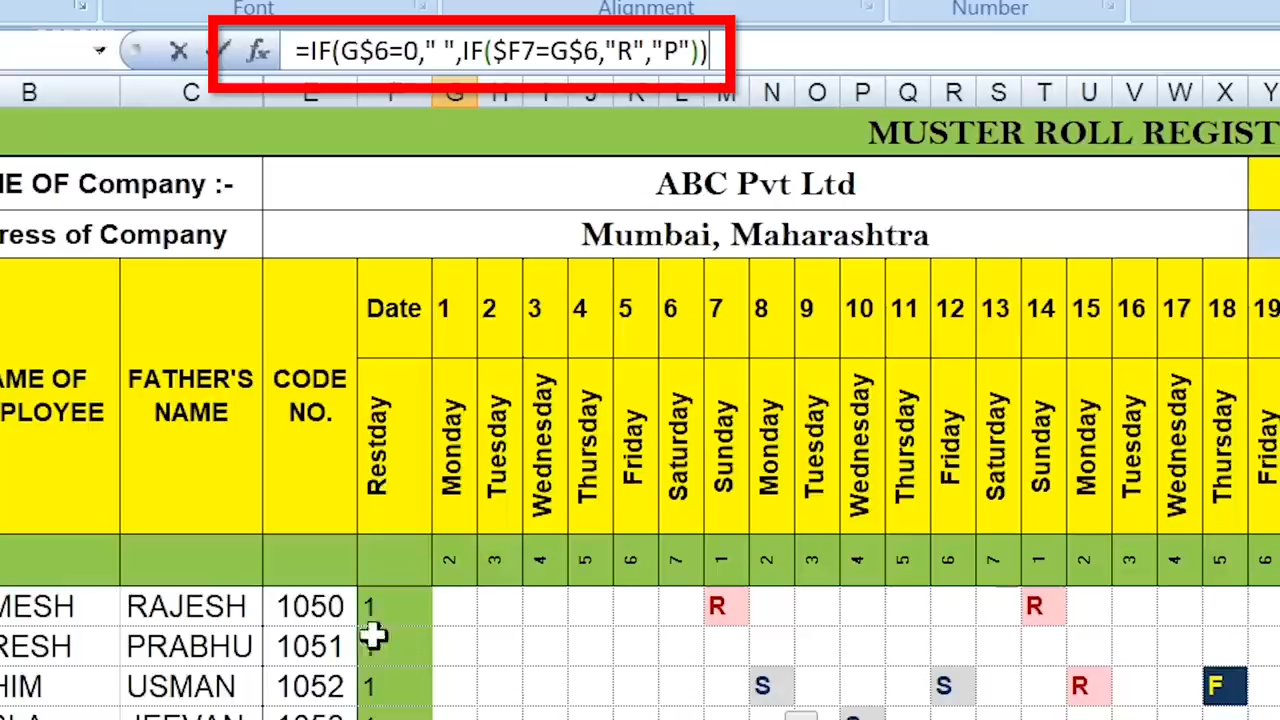 Font Alignment Number
=IF(G$6=0," ",IF($F7=G$6,"R","P"))
B C E F G H I J K L M N O P Q R S T U V W X Y
MUSTER ROLL REGIST
ME OF Company :- ABC Pvt Ltd
ress of Company Mumbai, Maharashtra
AME OF
PLOYEE
FATHER'S
NAME
CODE
NO.
Date 1 2 3 4 5 6 7 8 9 10 11 12 13 14 15 16 17 18 19
Restday Monday Tuesday Wednesday Thursday Friday Saturday Sunday Monday Tuesday Wednesday Thursday Friday Saturday Sunday Monday Tuesday Wednesday Thursday Friday
2 3 4 5 6 7 1 2 3 4 5 6 7 1 2 3 4 5 6
MESH RAJESH 1050 1 R R
RESH PRABHU 1051
HIM USMAN 1052 1 S S R F
JEEVAN 1053 S